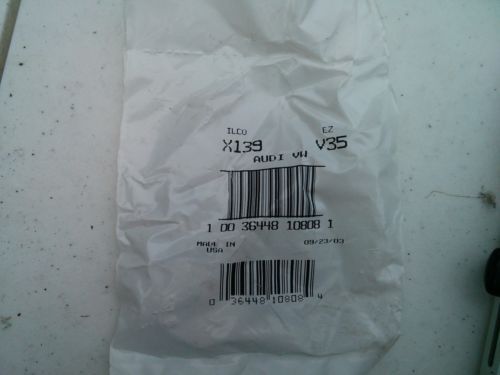 ILCO EZ
X139 V35
AUDI VW
1 00 36448 10808 1
MADE IN 09/23/03
USA
0 36448 10808 4